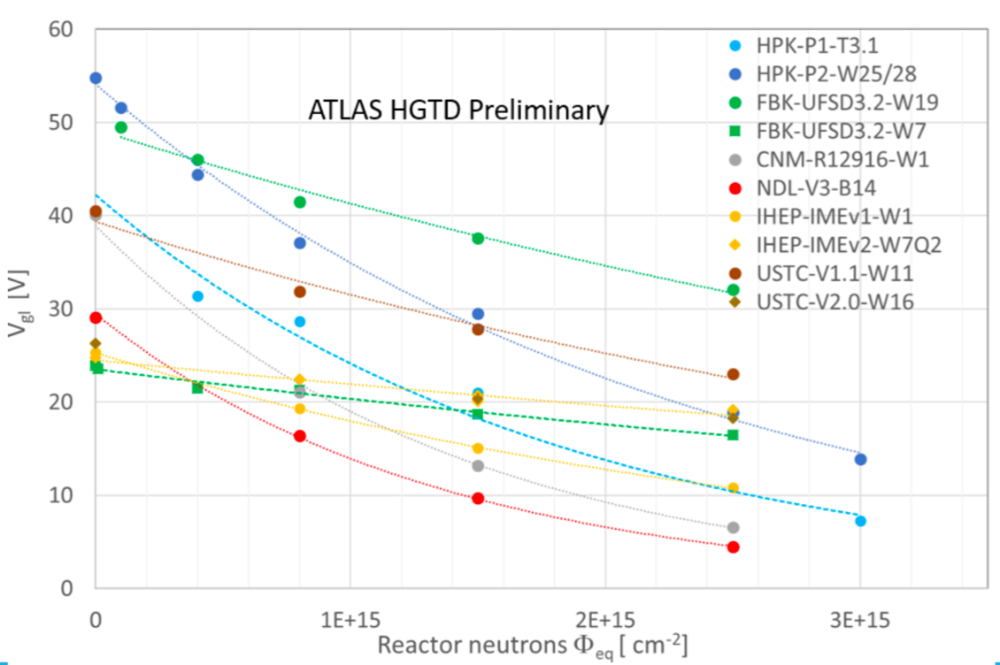 60
50
40
30
20
10
0
V_gl [V]
ATLAS HGTD Preliminary
HPK-P1-T3.1
HPK-P2-W25/28
FBK-UFSD3.2-W19
FBK-UFSD3.2-W7
CNM-R12916-W1
NDL-V3-B14
IHEP-IMEv1-W1
IHEP-IMEv2-W7Q2
USTC-V1.1-W11
USTC-V2.0-W16
0 1E+15 2E+15 3E+15
Reactor neutrons Φ_eq [ cm⁻²]